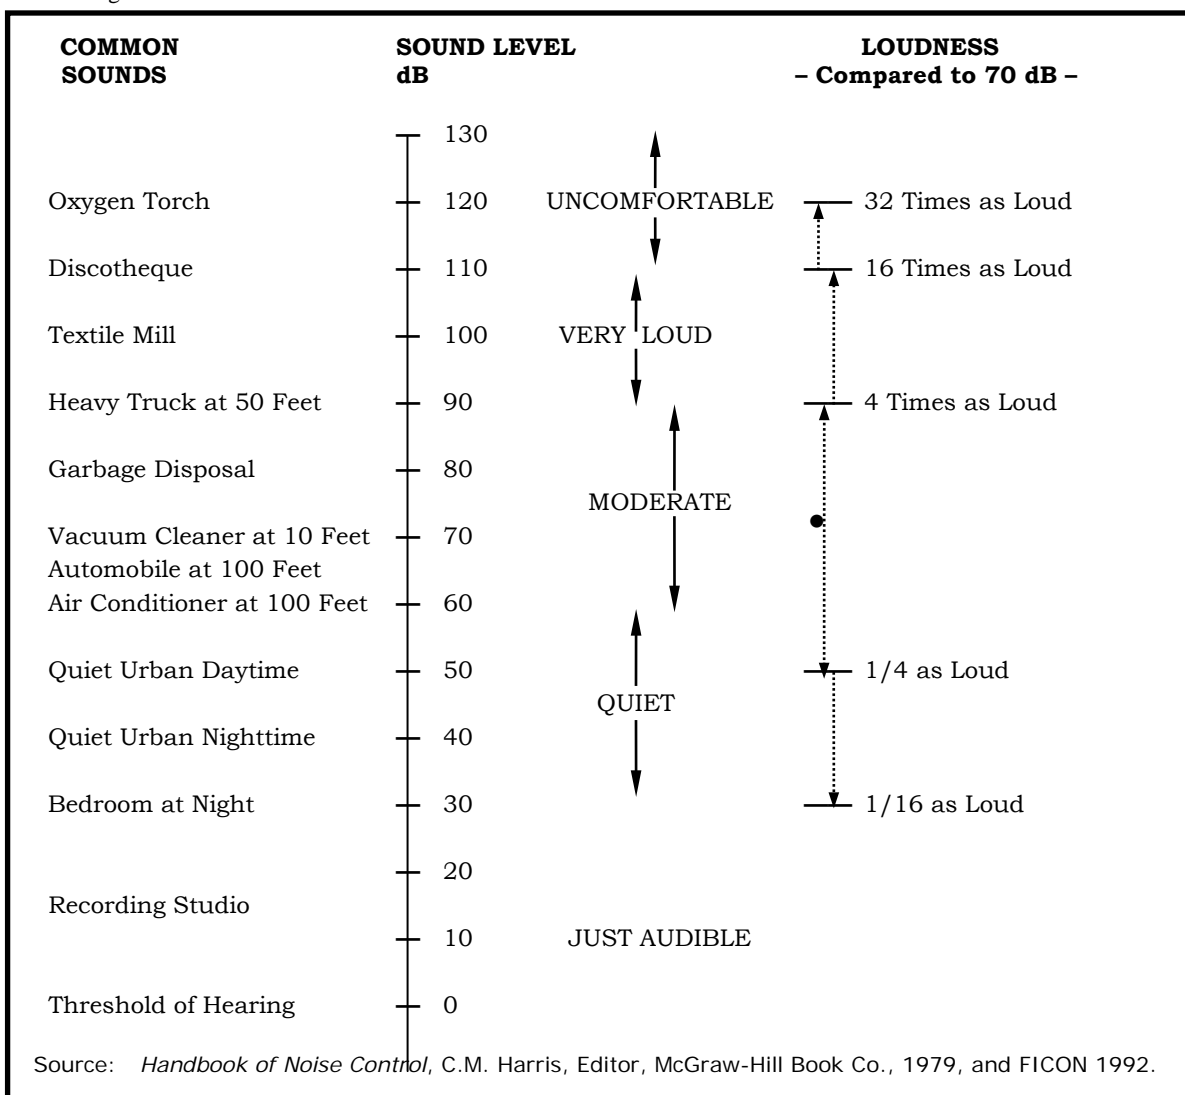 COMMON SOUND LEVEL LOUDNESS
SOUNDS dB – Compared to 70 dB –
130
Oxygen Torch 120 UNCOMFORTABLE 32 Times as Loud
Discotheque 110 16 Times as Loud
Textile Mill 100 VERY LOUD
Heavy Truck at 50 Feet 90 4 Times as Loud
Garbage Disposal 80
MODERATE
Vacuum Cleaner at 10 Feet 70
Automobile at 100 Feet
Air Conditioner at 100 Feet 60
Quiet Urban Daytime 50 1/4 as Loud
QUIET
Quiet Urban Nighttime 40
Bedroom at Night 30 1/16 as Loud
20
Recording Studio
10 JUST AUDIBLE
Threshold of Hearing 0
Source: Handbook of Noise Control, C.M. Harris, Editor, McGraw-Hill Book Co., 1979, and FICON 1992.